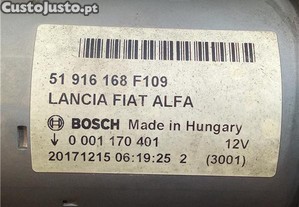 CustoJusto.pt
51 916 168 F109
LANCIA FIAT ALFA
BOSCH Made in Hungary
0 001 170 401 12V
20171215 06:19:25 2 (3001)